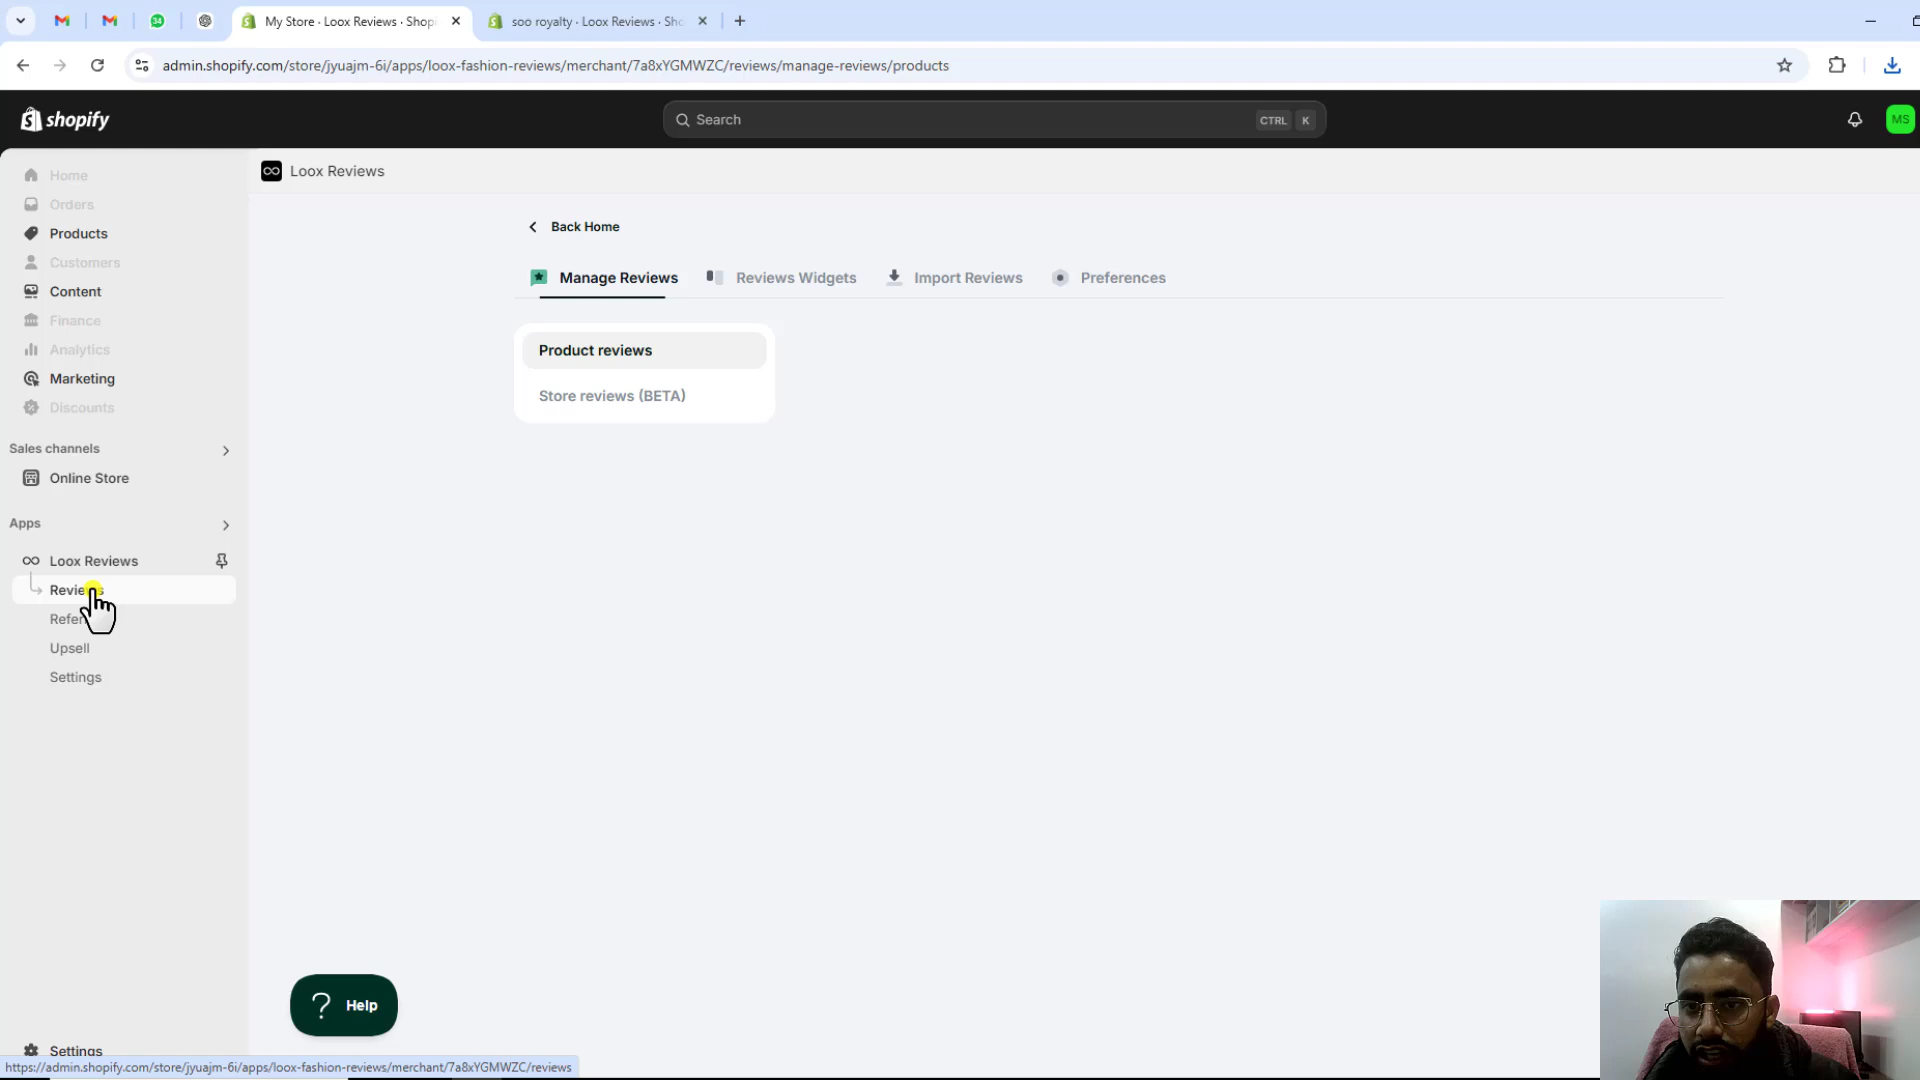 My Store · Loox Reviews · Shopi
soo royalty · Loox Reviews · Sho
admin.shopify.com/store/jyuajm-6i/apps/loox-fashion-reviews/merchant/7a8xYGMWZC/reviews/manage-reviews/products
shopify
Search
CTRL K
MS
Home
Orders
Products
Customers
Content
Finance
Analytics
Marketing
Discounts
Sales channels
Online Store
Apps
Loox Reviews
Reviews
Upsell
Settings
Settings
Loox Reviews
Back Home
Manage Reviews
Reviews Widgets
Import Reviews
Preferences
Product reviews
Store reviews (BETA)
? Help
https://admin.shopify.com/store/jyuajm-6i/apps/loox-fashion-reviews/merchant/7a8xYGMWZC/reviews